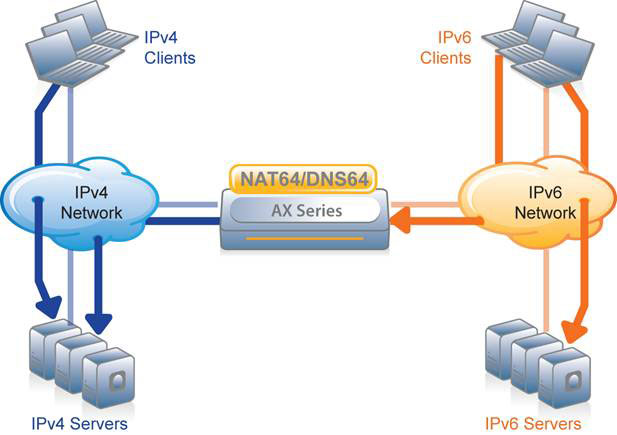 IPv4
Clients
IPv6
Clients
NAT64/DNS64
AX Series
IPv4
Network
IPv6
Network
IPv4 Servers
IPv6 Servers